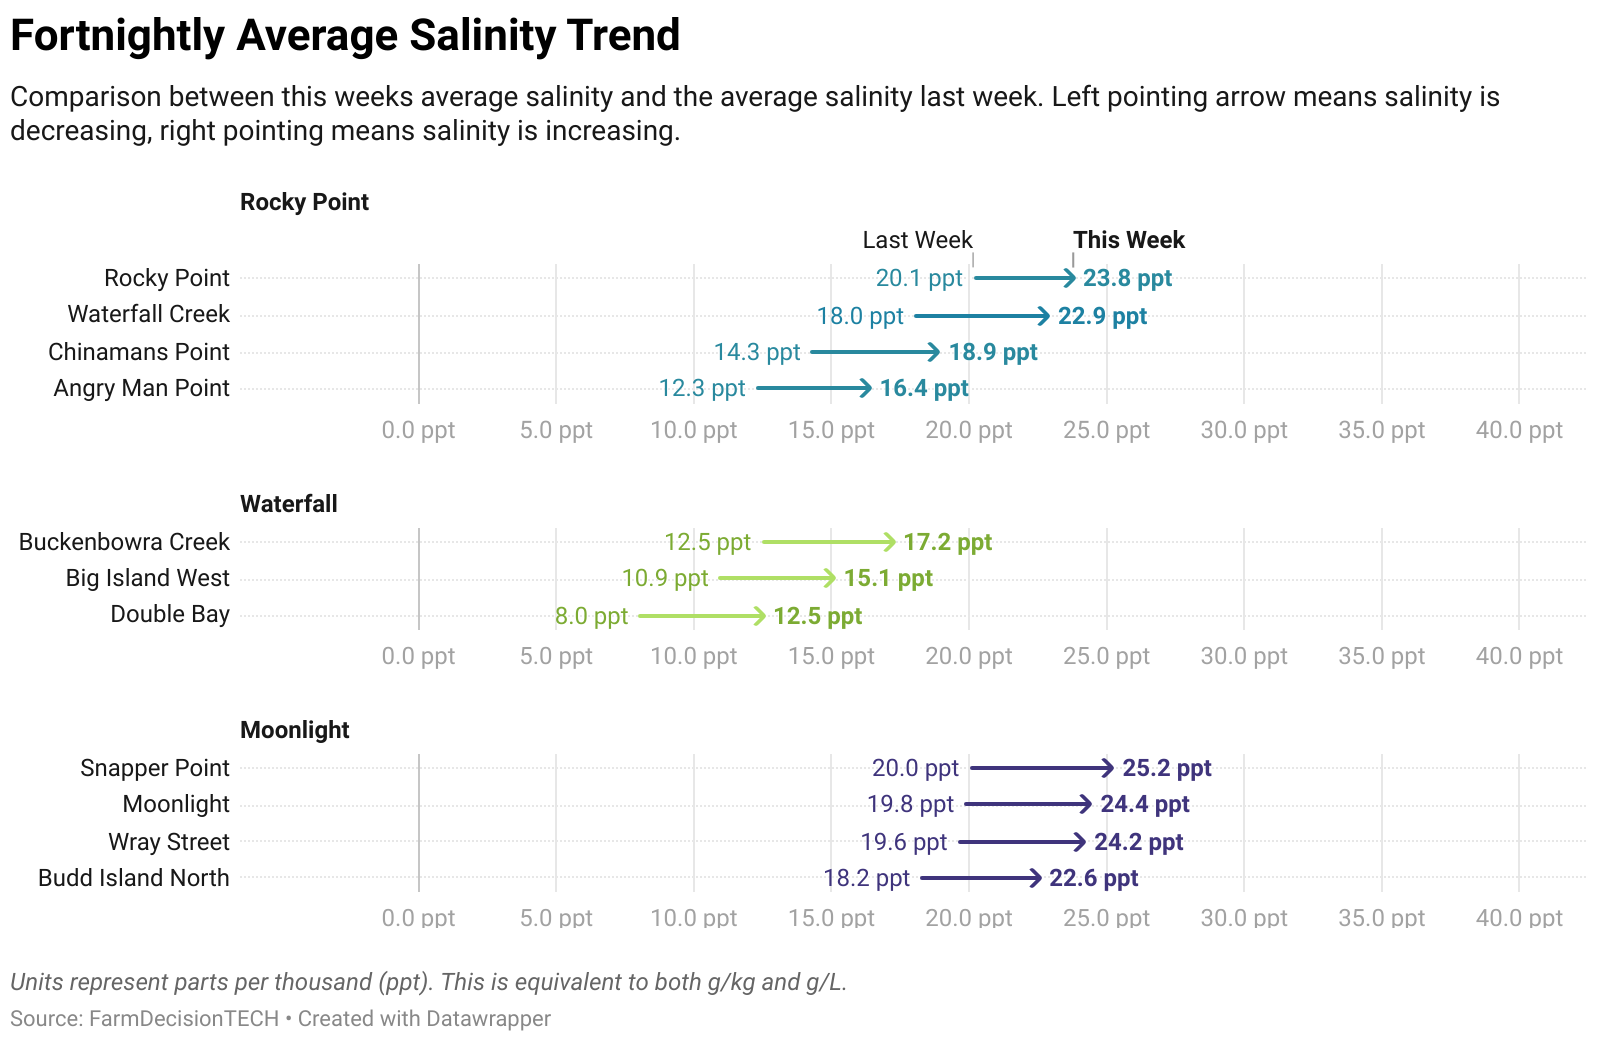 Fortnightly Average Salinity Trend
Comparison between this weeks average salinity and the average salinity last week. Left pointing arrow means salinity is
decreasing, right pointing means salinity is increasing.
Rocky Point
Last Week This Week
Rocky Point 20.1 ppt 23.8 ppt
Waterfall Creek 18.0 ppt 22.9 ppt
Chinamans Point 14.3 ppt 18.9 ppt
Angry Man Point 12.3 ppt 16.4 ppt
0.0 ppt 5.0 ppt 10.0 ppt 15.0 ppt 20.0 ppt 25.0 ppt 30.0 ppt 35.0 ppt 40.0 ppt
Waterfall
Buckenbowra Creek 12.5 ppt 17.2 ppt
Big Island West 10.9 ppt 15.1 ppt
Double Bay 8.0 ppt 12.5 ppt
0.0 ppt 5.0 ppt 10.0 ppt 15.0 ppt 20.0 ppt 25.0 ppt 30.0 ppt 35.0 ppt 40.0 ppt
Moonlight
Snapper Point 20.0 ppt 25.2 ppt
Moonlight 19.8 ppt 24.4 ppt
Wray Street 19.6 ppt 24.2 ppt
Budd Island North 18.2 ppt 22.6 ppt
0.0 ppt 5.0 ppt 10.0 ppt 15.0 ppt 20.0 ppt 25.0 ppt 30.0 ppt 35.0 ppt 40.0 ppt
Units represent parts per thousand (ppt). This is equivalent to both g/kg and g/L.
Source: FarmDecisionTECH • Created with Datawrapper